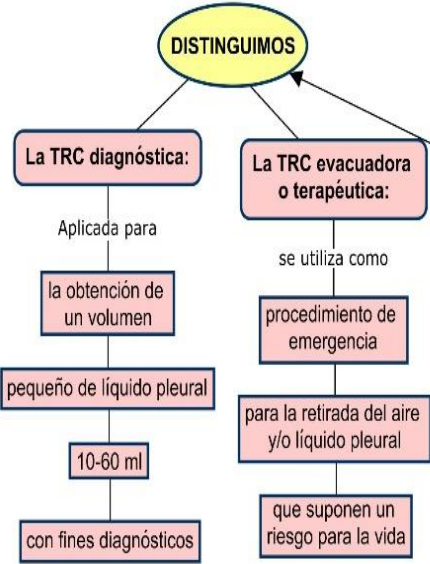 DISTINGUIMOS
La TRC diagnóstica:
Aplicada para
la obtención de
un volumen
pequeño de líquido pleural
10-60 ml
con fines diagnósticos
La TRC evacuadora
o terapéutica:
se utiliza como
procedimiento de
emergencia
para la retirada del aire
y/o líquido pleural
que suponen un
riesgo para la vida